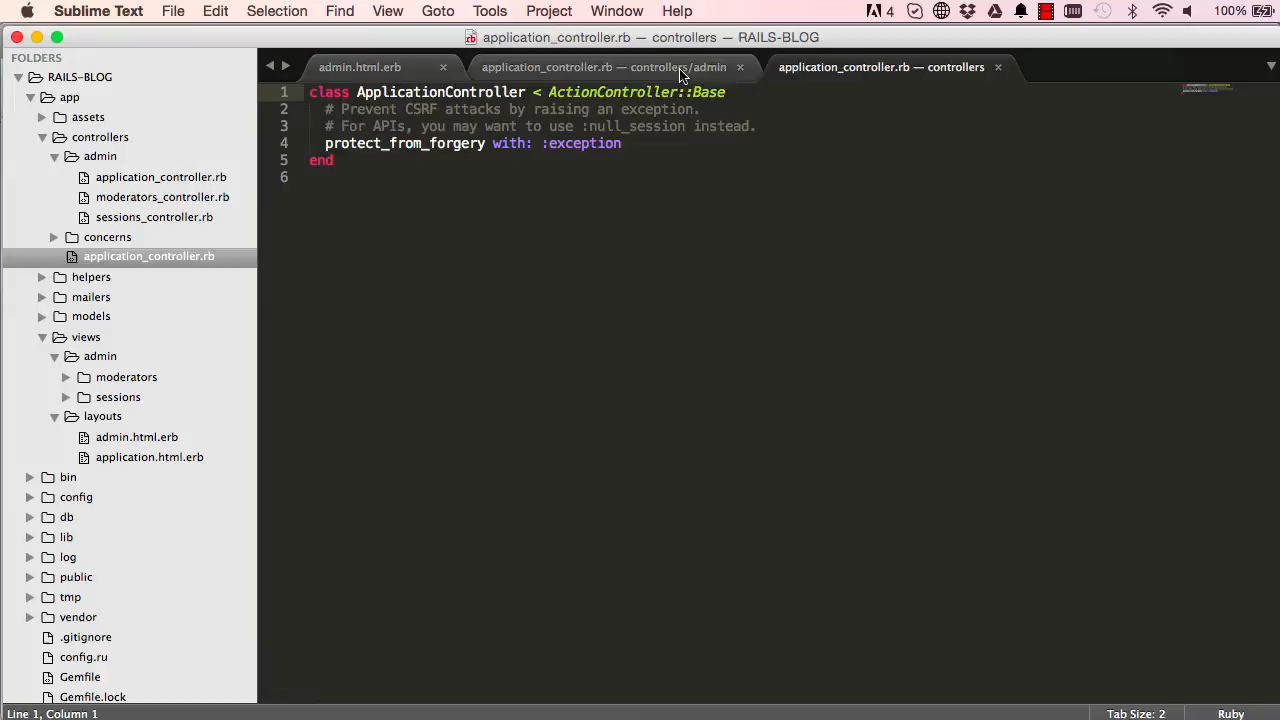 Sublime Text File Edit Selection Find View Goto Tools Project Window Help 4 100%
application_controller.rb — controllers — RAILS-BLOG
FOLDERS
RAILS-BLOG
app
assets
controllers
admin
application_controller.rb
moderators_controller.rb
sessions_controller.rb
concerns
application_controller.rb
helpers
mailers
models
views
admin
moderators
sessions
layouts
admin.html.erb
application.html.erb
bin
config
db
lib
log
public
tmp
vendor
.gitignore
config.ru
Gemfile
Gemfile.lock
admin.html.erb × application_controller.rb — controllers/admin × application_controller.rb — controllers ×
1 class ApplicationController < ActionController::Base
2 # Prevent CSRF attacks by raising an exception.
3 # For APIs, you may want to use :null_session instead.
4 protect_from_forgery with: :exception
5 end
6
Line 1, Column 1 Tab Size: 2 Ruby